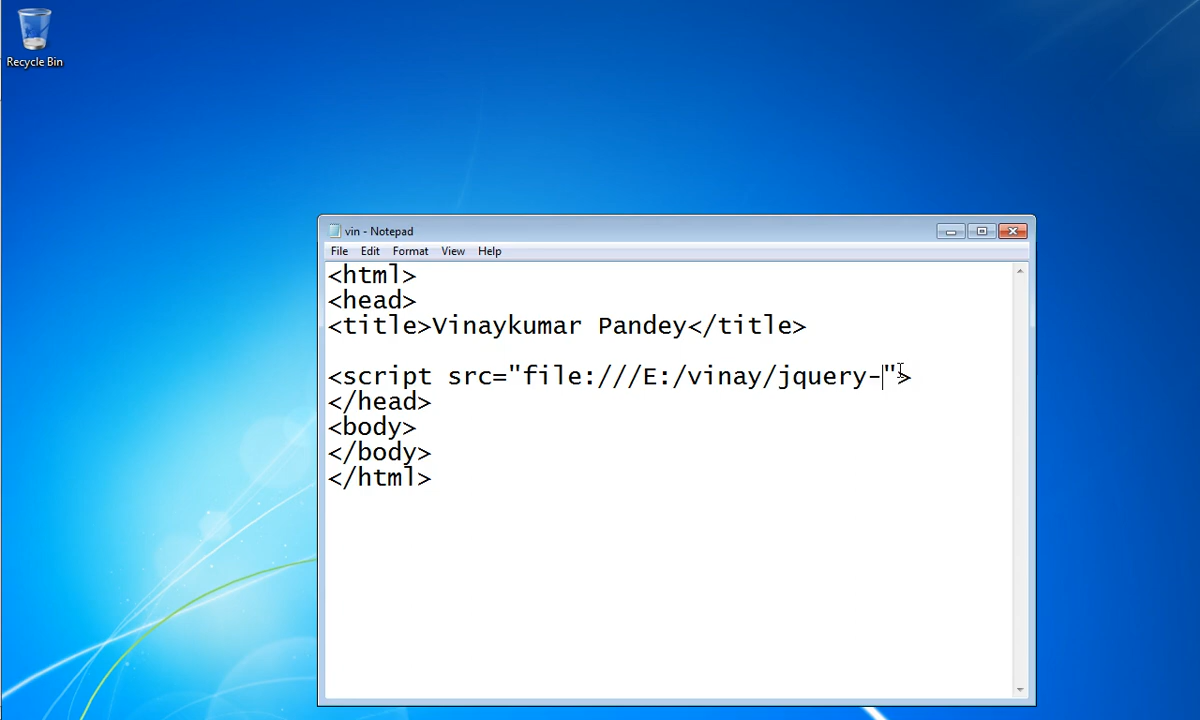 Recycle Bin
vin - Notepad
File Edit Format View Help
<html>
<head>
<title>Vinaykumar Pandey</title>
<script src="file:///E:/vinay/jquery-">
</head>
<body>
</body>
</html>